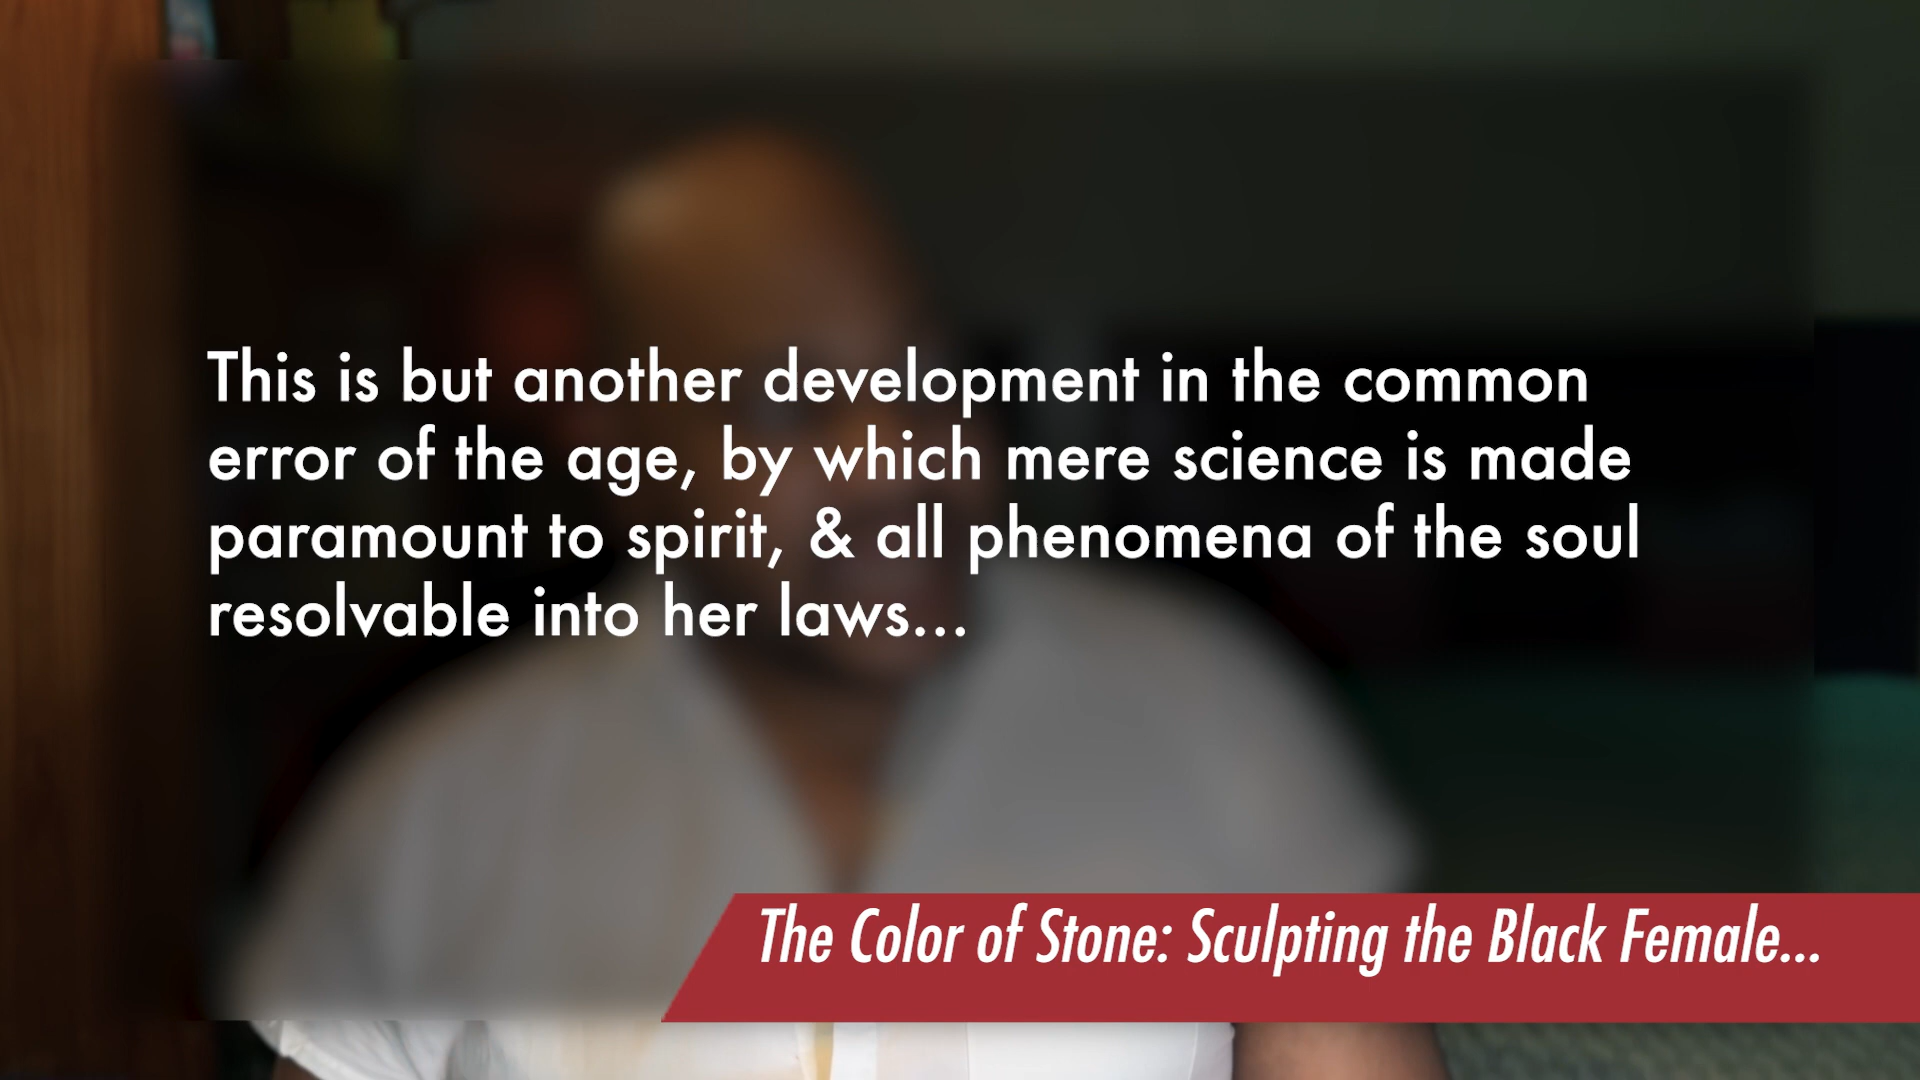 This is but another development in the common
error of the age, by which mere science is made
paramount to spirit, & all phenomena of the soul
resolvable into her laws...
The Color of Stone: Sculpting the Black Female...